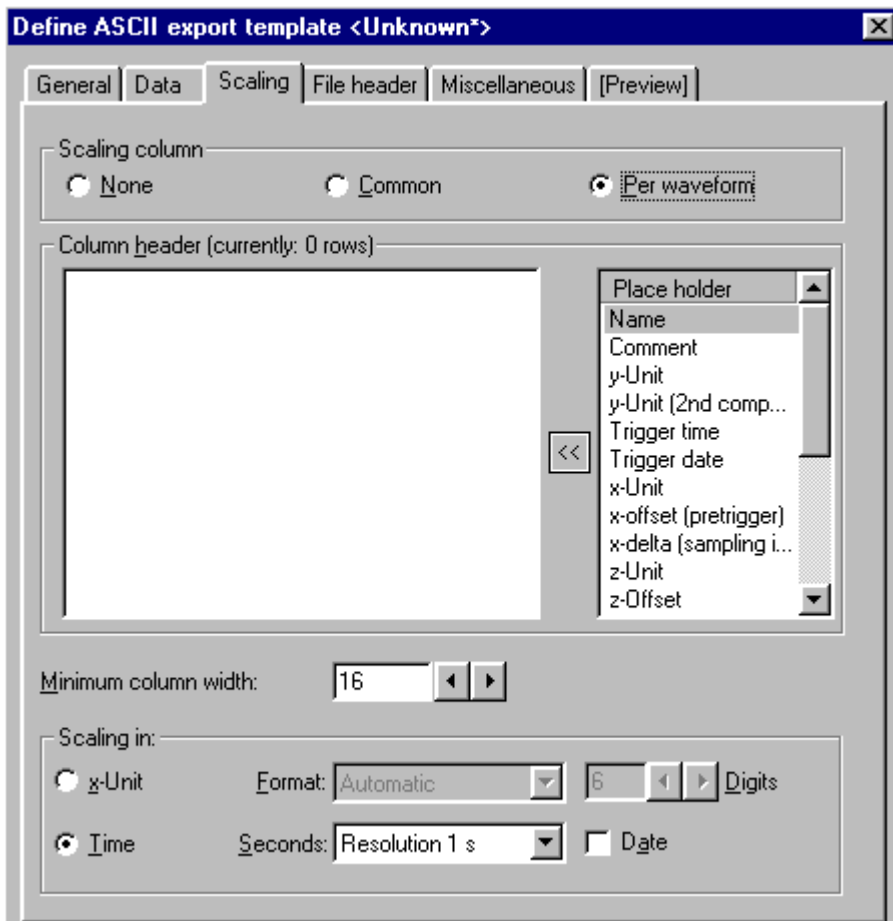 Define ASCII export template <Unknown*>
General Data Scaling File header Miscellaneous [Preview]
Scaling column
None Common Per waveform
Column header (currently: 0 rows)
Place holder
Name
Comment
y-Unit
y-Unit (2nd comp...
Trigger time
<<
Trigger date
x-Unit
x-offset (pretrigger)
x-delta (sampling i...
z-Unit
z-Offset
Minimum column width: 16
Scaling in:
x-Unit Format: Automatic 6 Digits
Time Seconds: Resolution 1 s Date